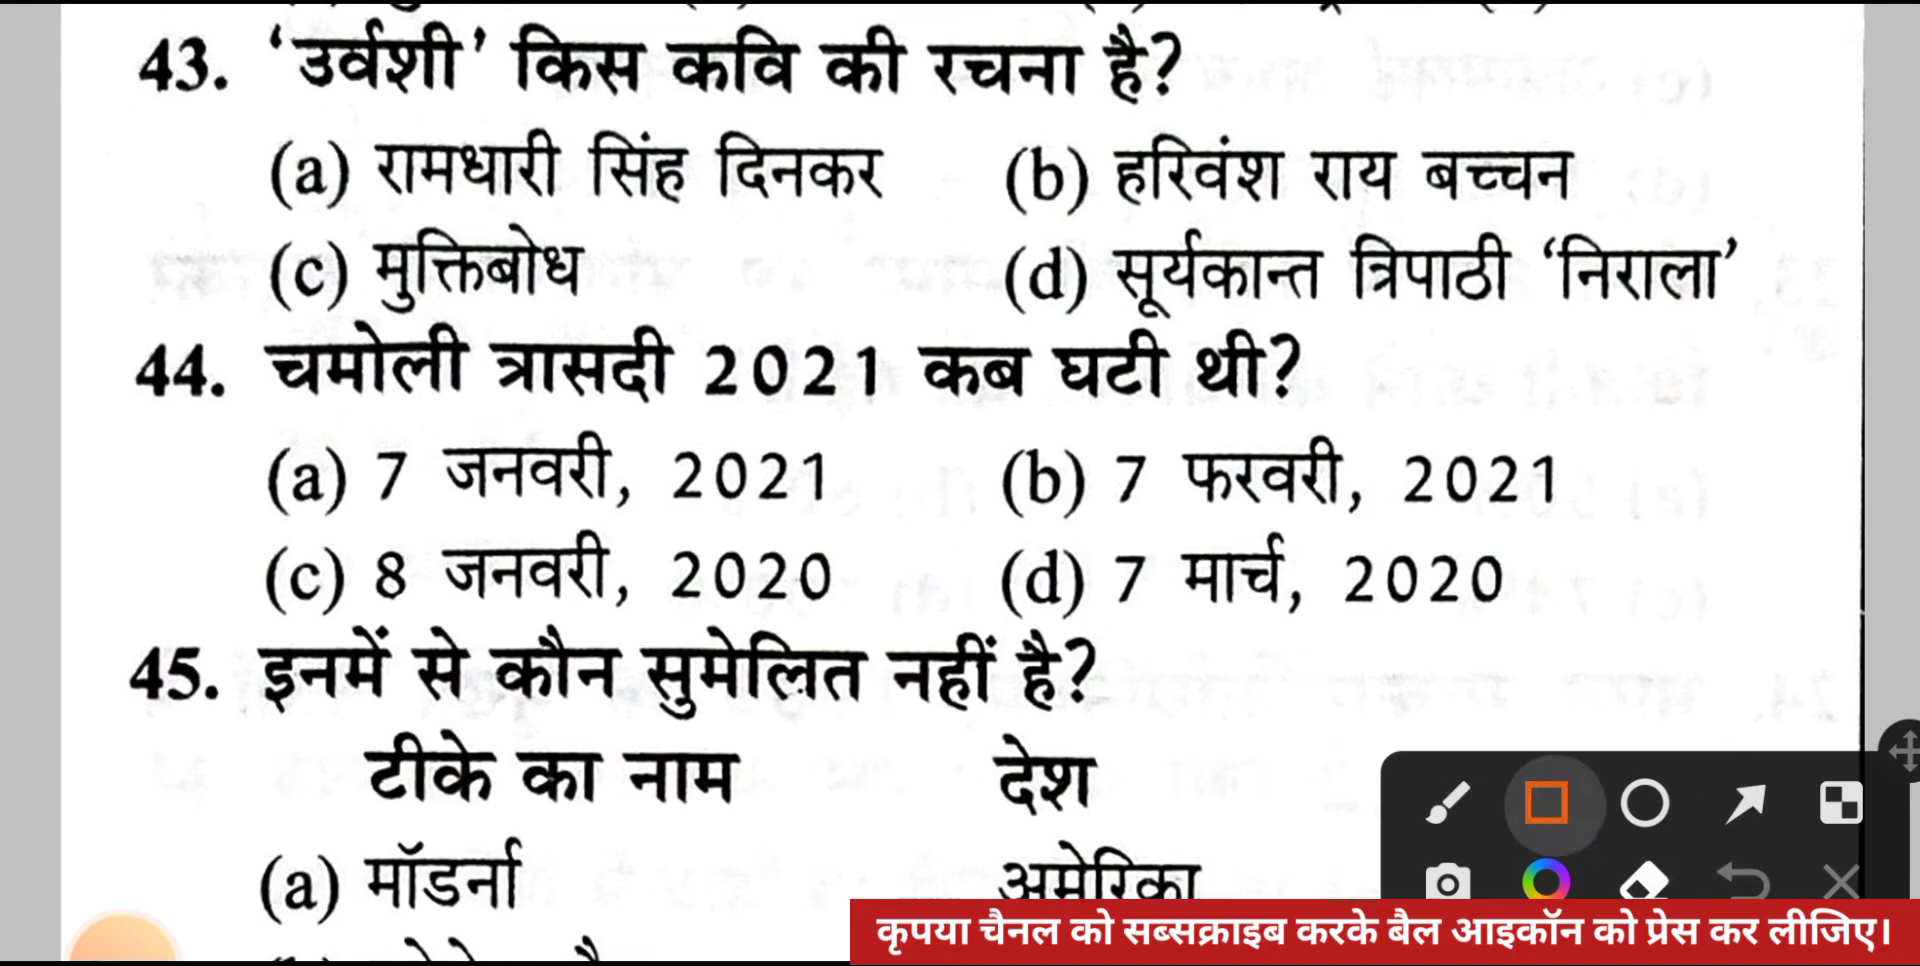 43. ‘उर्वशी’ किस कवि की रचना है?
(a) रामधारी सिंह दिनकर (b) हरिवंश राय बच्चन
(c) मुक्तिबोध (d) सूर्यकान्त त्रिपाठी ‘निराला’
44. चमोली त्रासदी 2021 कब घटी थी?
(a) 7 जनवरी, 2021 (b) 7 फरवरी, 2021
(c) 8 जनवरी, 2020 (d) 7 मार्च, 2020
45. इनमें से कौन सुमेलित नहीं है?
टीके का नाम देश
(a) मॉडर्ना अमेरिका
कृपया चैनल को सब्सक्राइब करके बैल आइकॉन को प्रेस कर लीजिए।